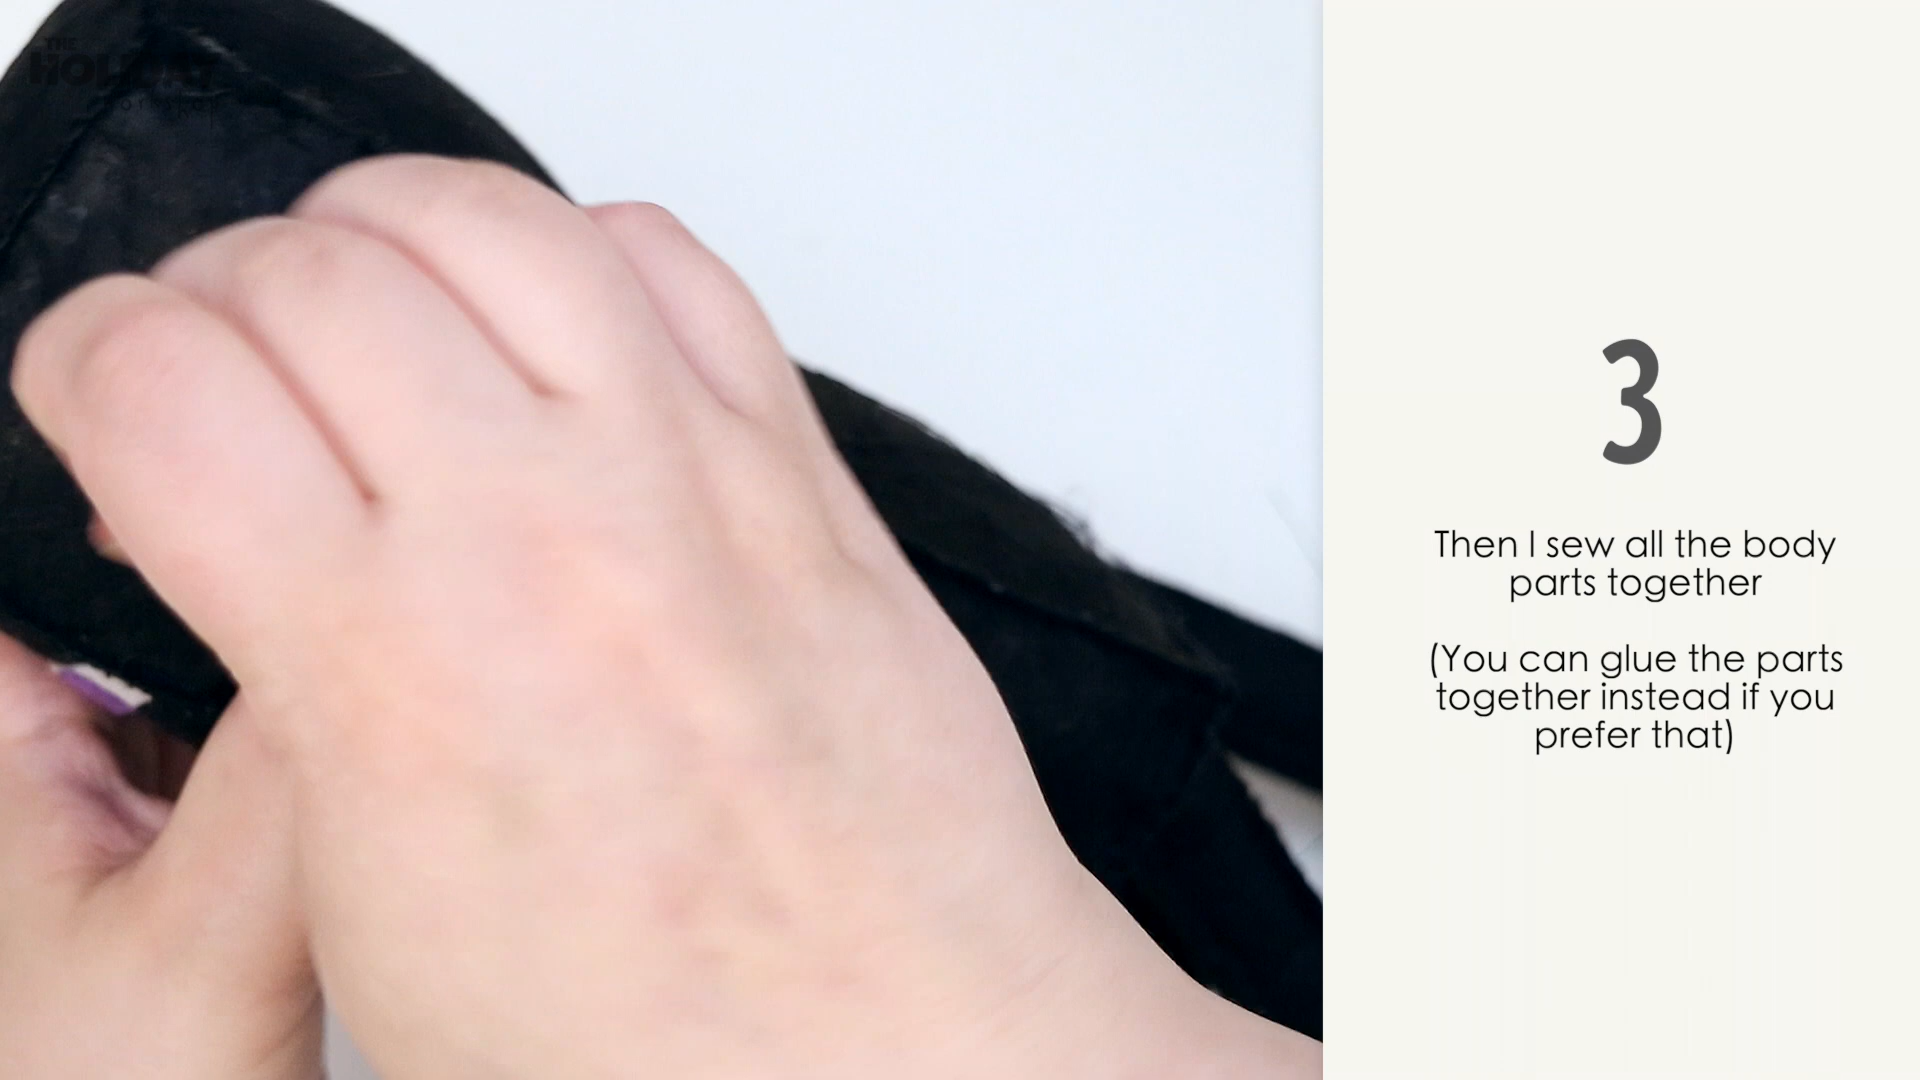 THE
3
Then I sew all the body
parts together
(You can glue the parts
together instead if you
prefer that)